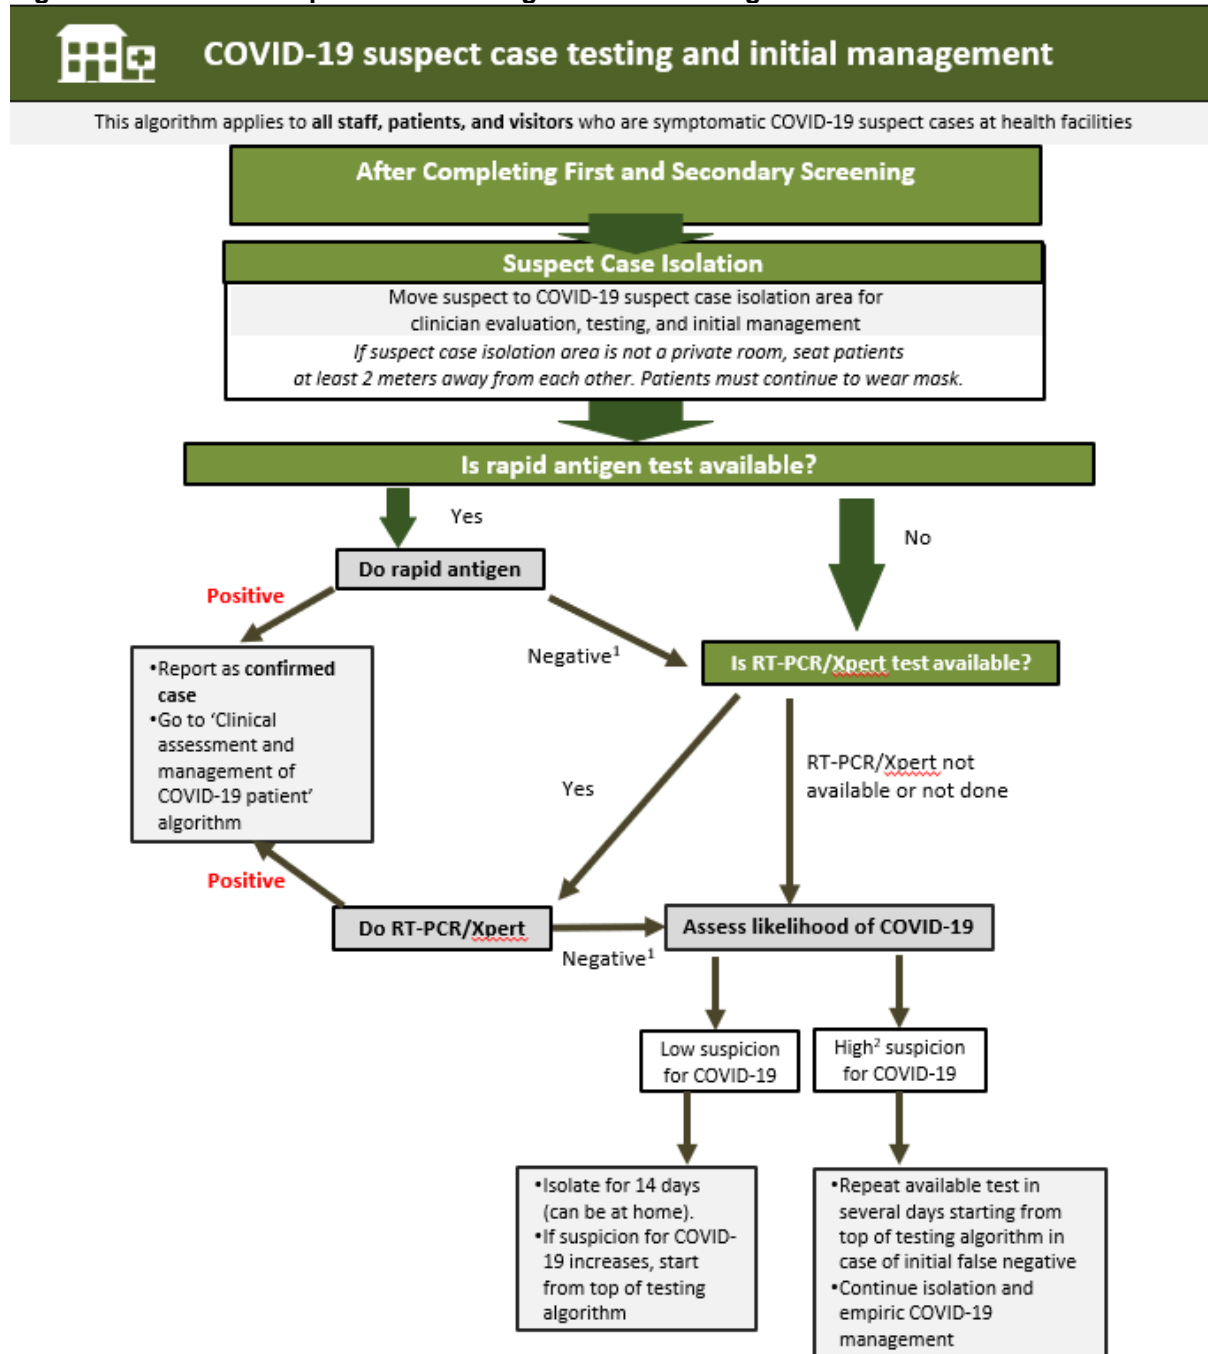 COVID-19 suspect case testing and initial management
This algorithm applies to all staff, patients, and visitors who are symptomatic COVID-19 suspect cases at health facilities
After Completing First and Secondary Screening
Suspect Case Isolation
Move suspect to COVID-19 suspect case isolation area for
clinician evaluation, testing, and initial management
If suspect case isolation area is not a private room, seat patients
at least 2 meters away from each other. Patients must continue to wear mask.
Is rapid antigen test available?
Yes
No
Do rapid antigen
Positive
Negative¹
Is RT-PCR/Xpert test available?
•Report as confirmed
case
•Go to ‘Clinical
assessment and
management of
COVID-19 patient’
algorithm
Yes
RT-PCR/Xpert not
available or not done
Positive
Do RT-PCR/Xpert
Negative¹
Assess likelihood of COVID-19
Low suspicion
for COVID-19
High² suspicion
for COVID-19
•Isolate for 14 days
(can be at home).
•If suspicion for COVID-
19 increases, start
from top of testing
algorithm
•Repeat available test in
several days starting from
top of testing algorithm in
case of initial false negative
•Continue isolation and
empiric COVID-19
management